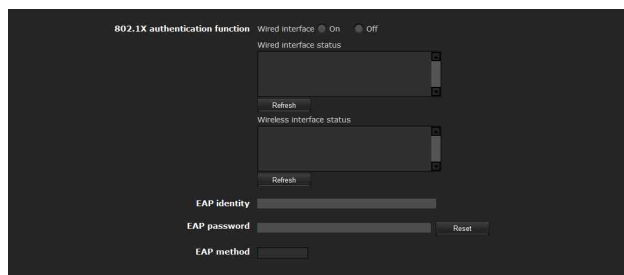 802.1X authentication function Wired interface On Off
Wired interface status
Refresh
Wireless interface status
Refresh
EAP identity
EAP password Reset
EAP method